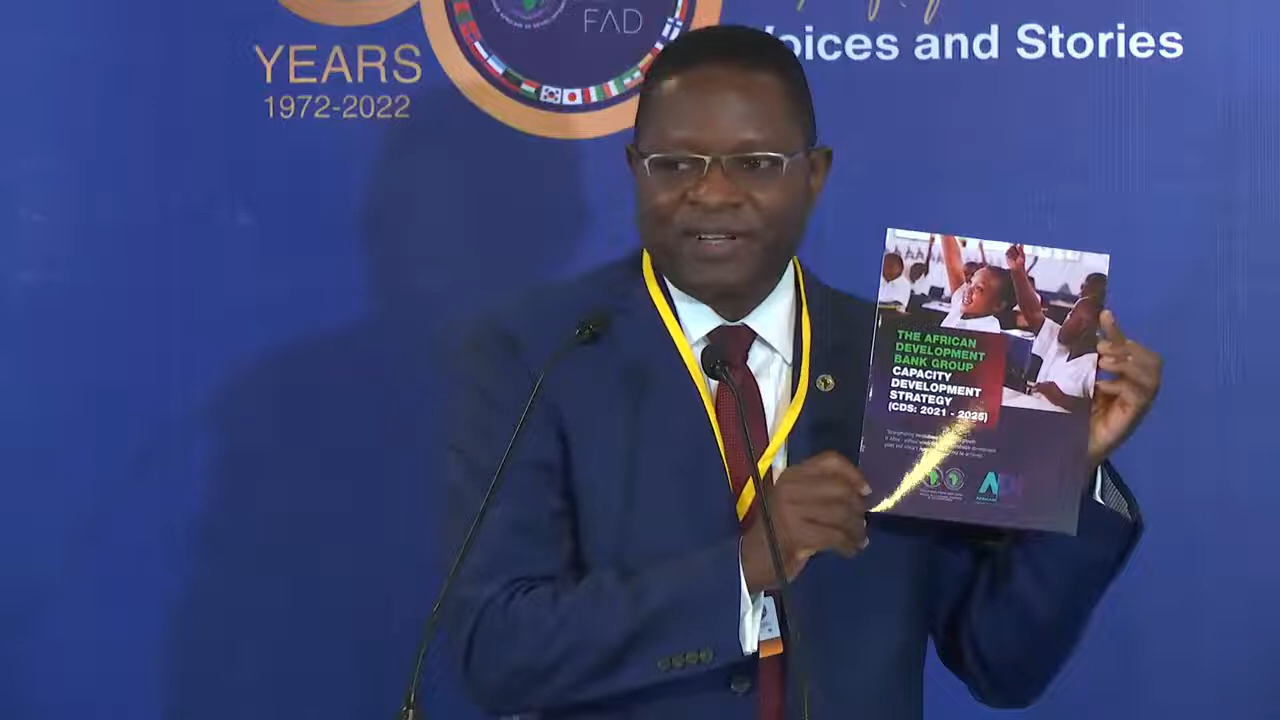 FAD
YEARS
1972-2022
Voices and Stories
THE AFRICAN
DEVELOPMENT
BANK GROUP
CAPACITY
DEVELOPMENT
STRATEGY
(CDS: 2021 - 2025)